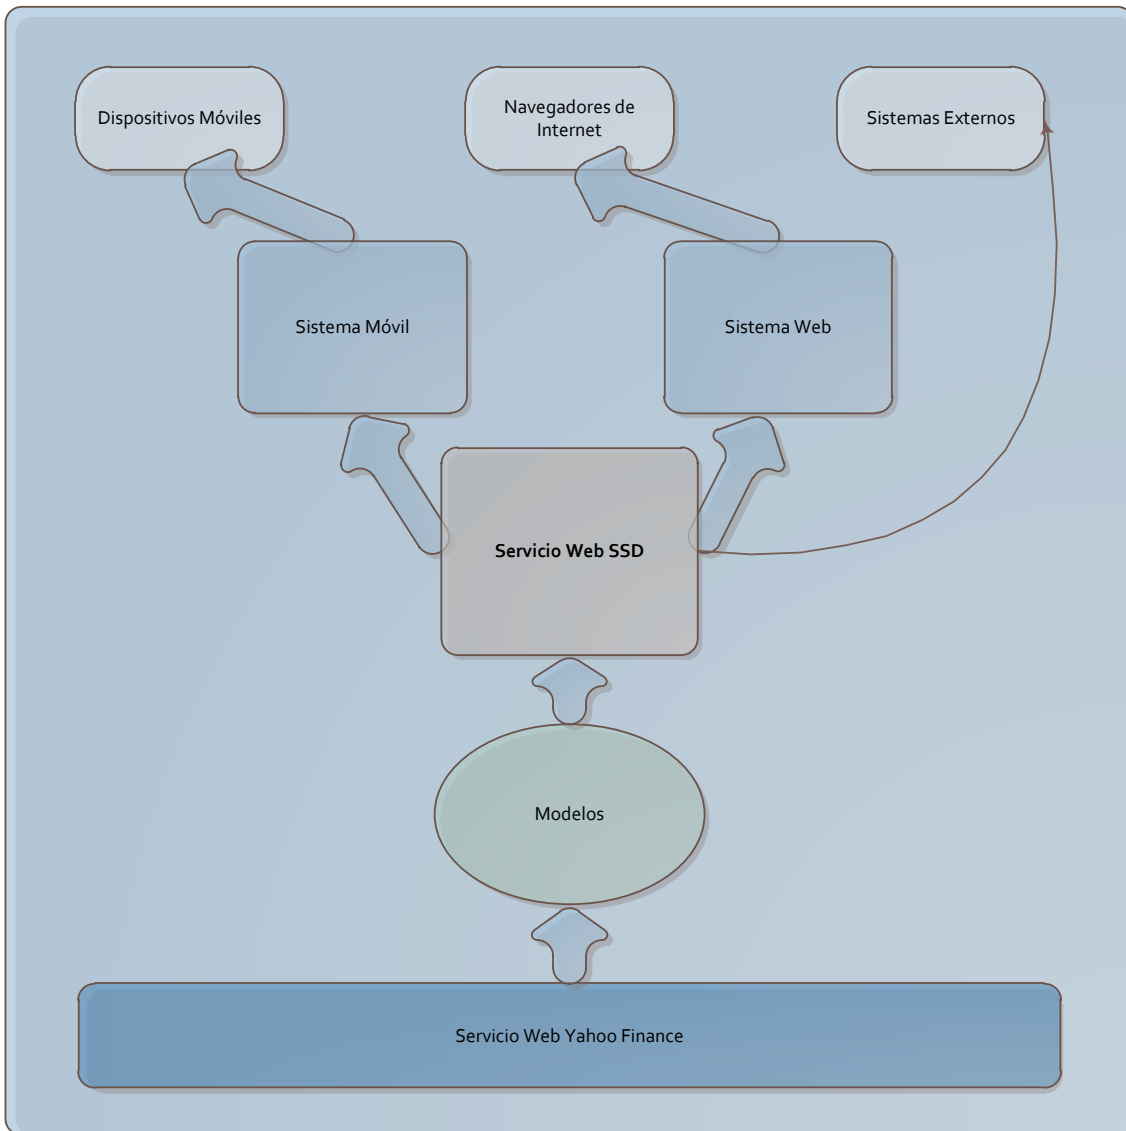 Dispositivos Móviles
Navegadores de
Internet
Sistemas Externos
Sistema Móvil
Sistema Web
Servicio Web SSD
Modelos
Servicio Web Yahoo Finance